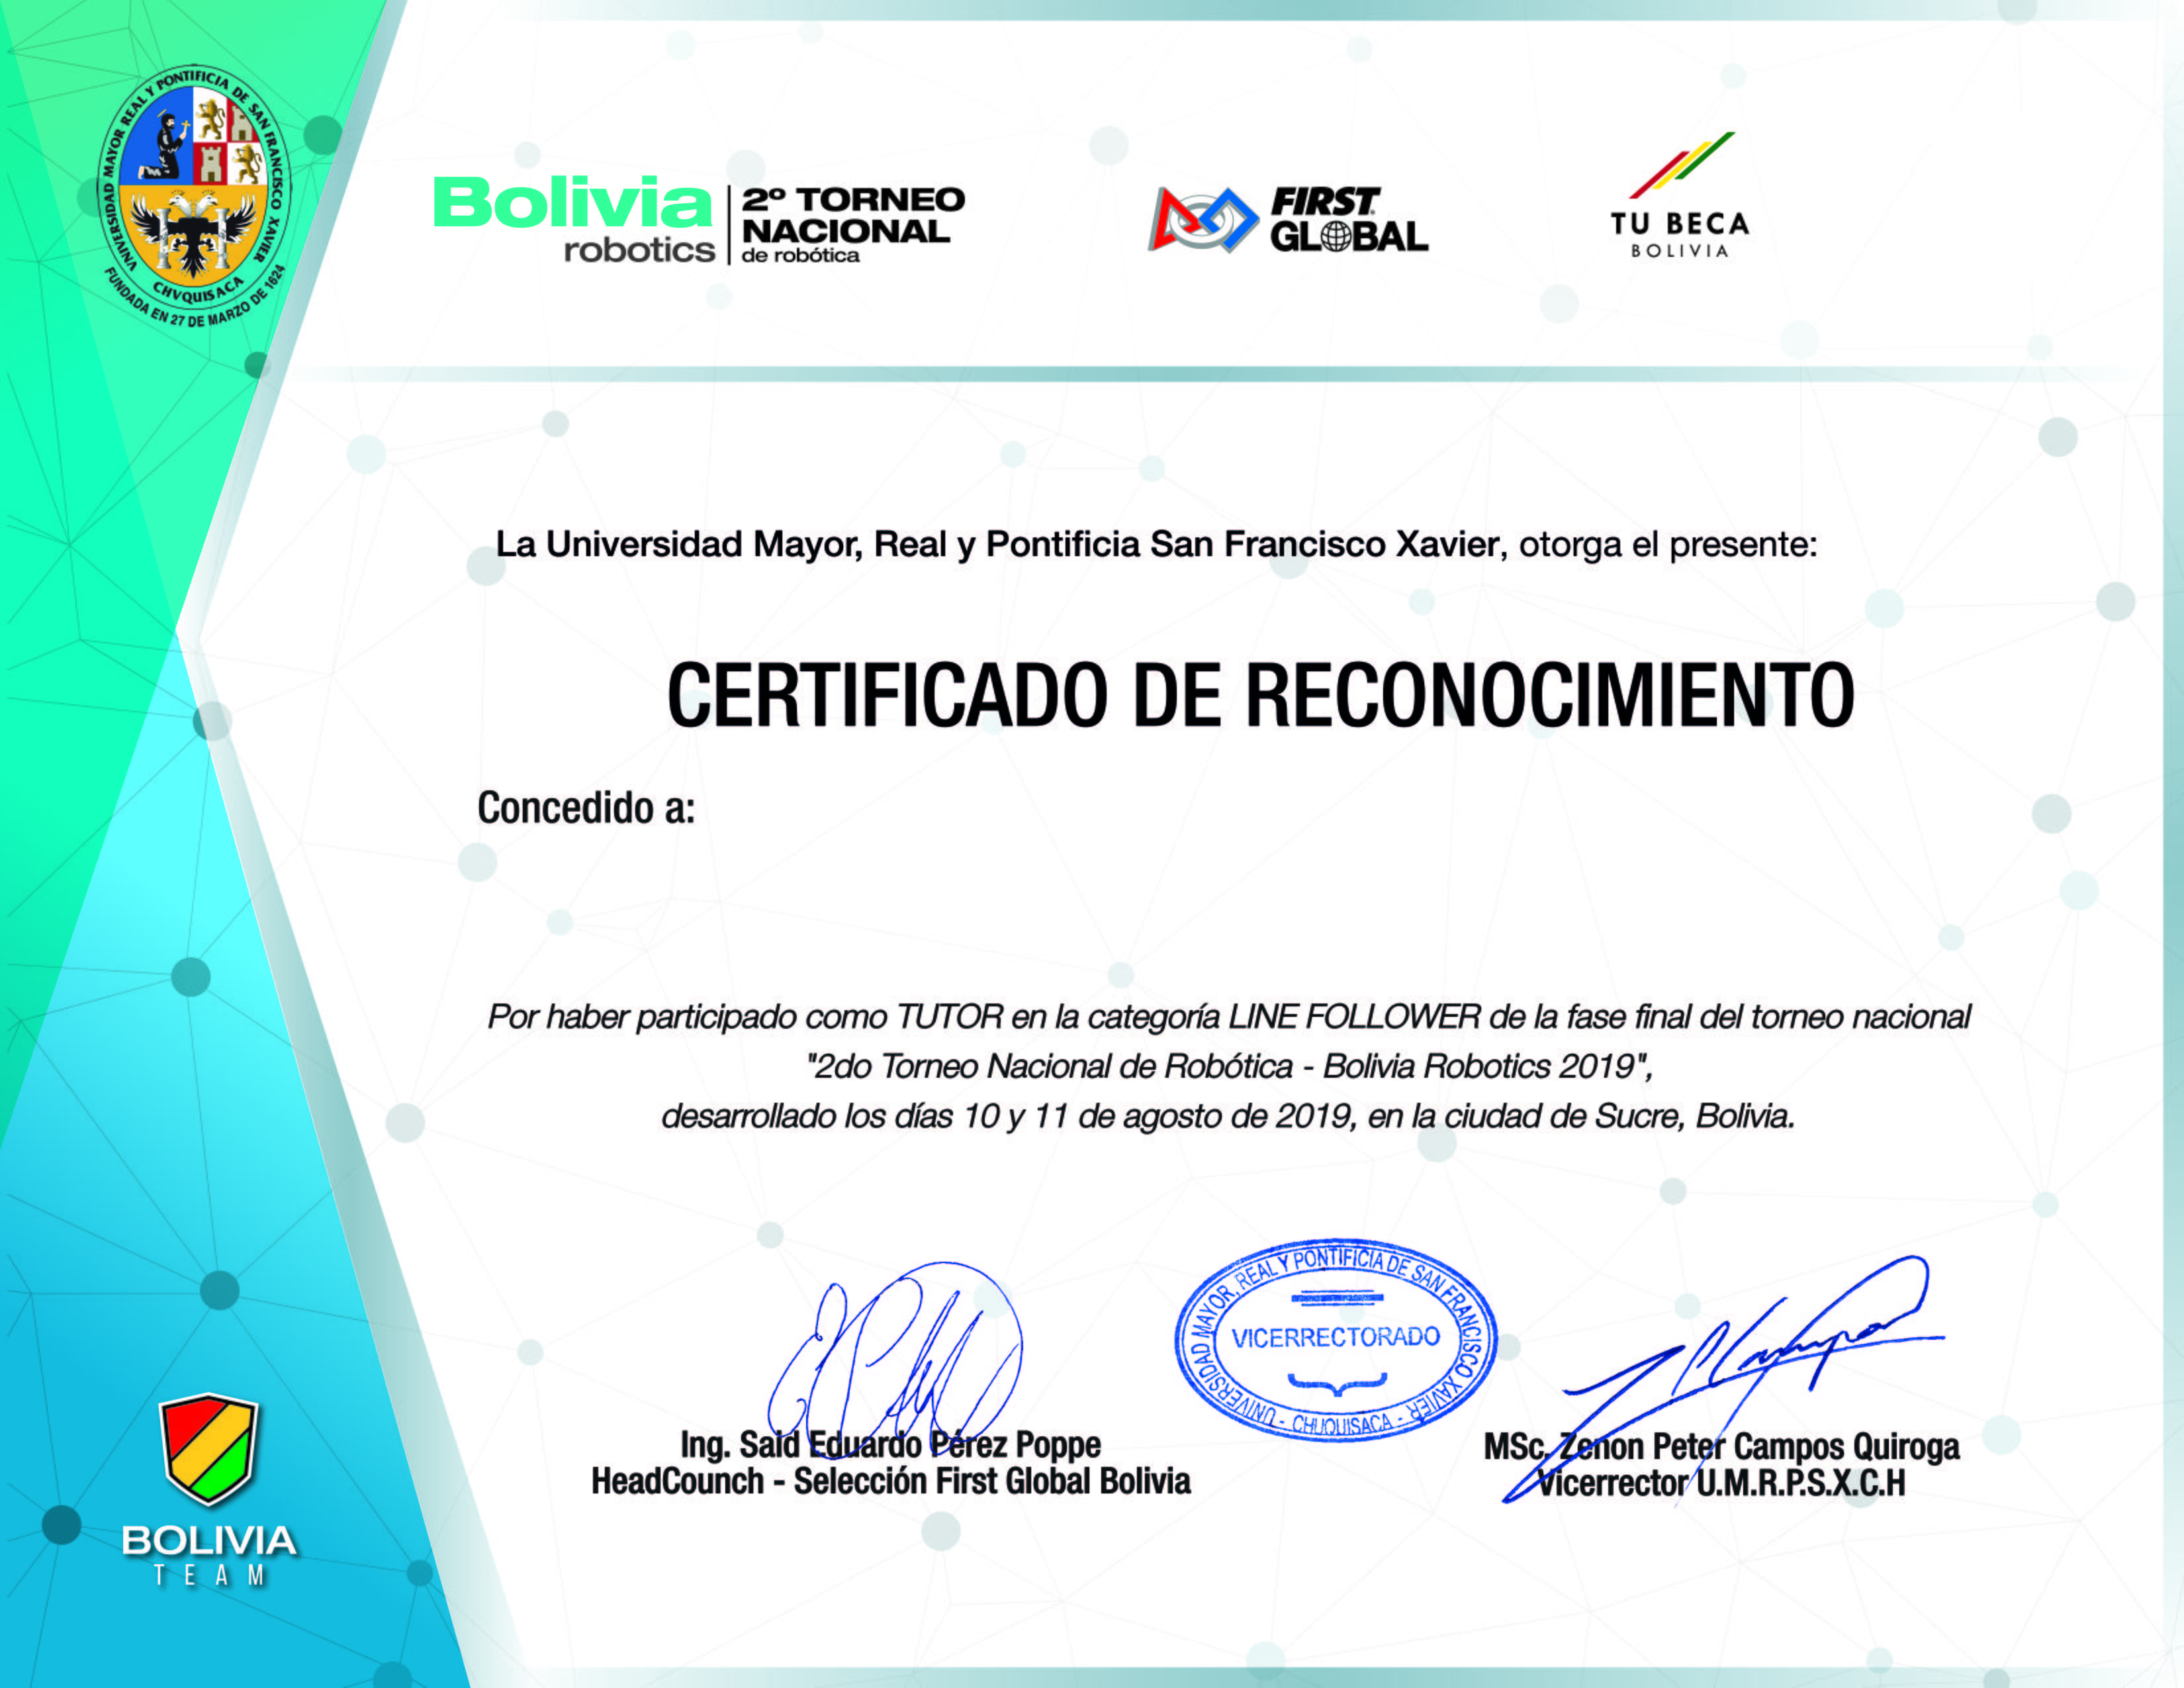 UNIVERSIDAD MAYOR REAL Y PONTIFICIA DE SAN FRANCISCO XAVIER
CHVQUISACA
FUNDADA EN 27 DE MARZO DE 1624
Bolivia
robotics
2º TORNEO
NACIONAL
de robótica
FIRST
GLOBAL
TU BECA
BOLIVIA
La Universidad Mayor, Real y Pontificia San Francisco Xavier, otorga el presente:
CERTIFICADO DE RECONOCIMIENTO
Concedido a:
Por haber participado como TUTOR en la categoría LINE FOLLOWER de la fase final del torneo nacional
"2do Torneo Nacional de Robótica - Bolivia Robotics 2019",
desarrollado los días 10 y 11 de agosto de 2019, en la ciudad de Sucre, Bolivia.
UNIVERSIDAD MAYOR, REAL Y PONTIFICIA DE SAN FRANCISCO XAVIER
VICERRECTORADO
- CHUQUISACA -
Ing. Said Eduardo Pérez Poppe
HeadCounch - Selección First Global Bolivia
MSc. Zenon Peter Campos Quiroga
Vicerrector U.M.R.P.S.X.C.H
BOLIVIA
TEAM